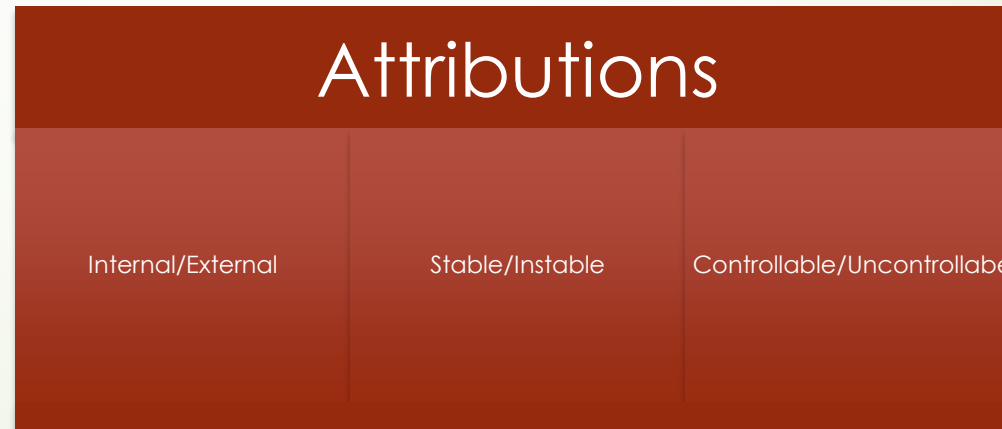 Attributions
Internal/External
Stable/Instable
Controllable/Uncontrollabe